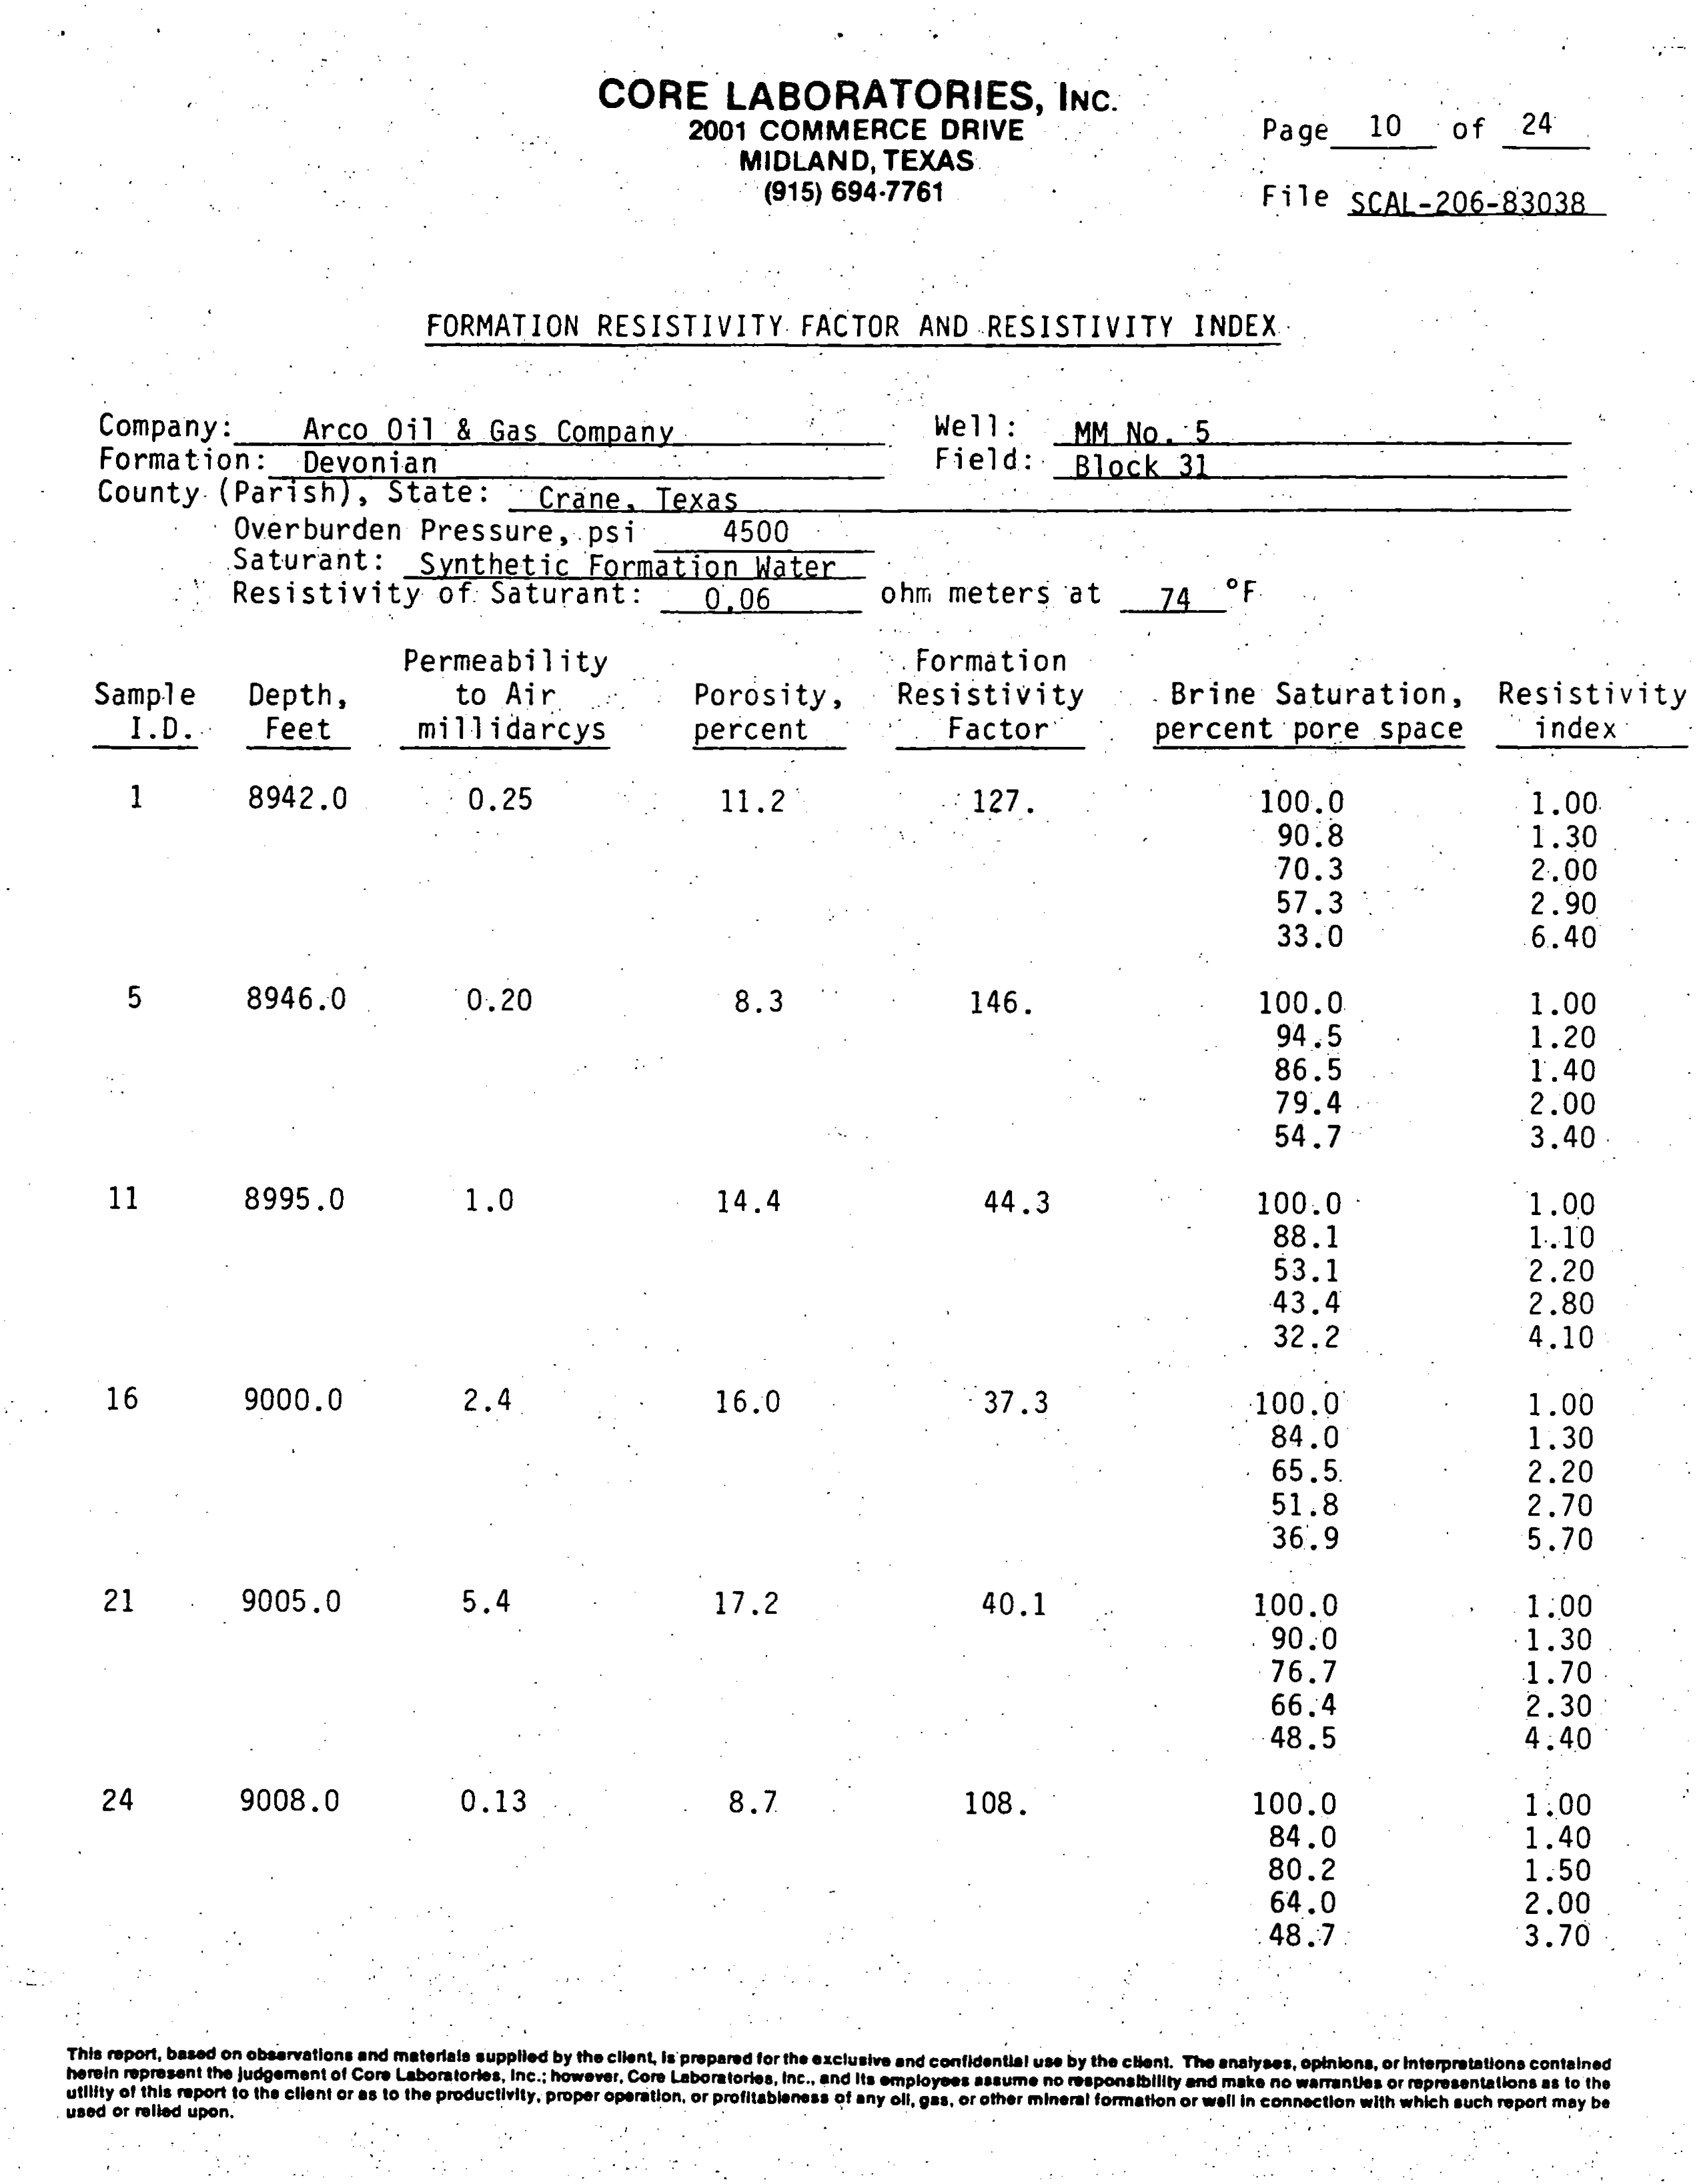 CORE LABORATORIES, INC.
2001 COMMERCE DRIVE
MIDLAND, TEXAS
(915) 694-7761
Page 10 of 24
File SCAL-206-83038
FORMATION RESISTIVITY FACTOR AND RESISTIVITY INDEX
Company: Arco Oil & Gas Company Well: MM No. 5
Formation: Devonian Field: Block 31
County (Parish), State: Crane, Texas
Overburden Pressure, psi 4500
Saturant: Synthetic Formation Water
Resistivity of Saturant: 0.06 ohm meters at 74 °F
Permeability Formation
Sample Depth, to Air Porosity, Resistivity Brine Saturation, Resistivity
I.D. Feet millidarcys percent Factor percent pore space index
1 8942.0 0.25 11.2 127. 100.0 1.00
90.8 1.30
70.3 2.00
57.3 2.90
33.0 6.40
5 8946.0 0.20 8.3 146. 100.0 1.00
94.5 1.20
86.5 1.40
79.4 2.00
54.7 3.40
11 8995.0 1.0 14.4 44.3 100.0 1.00
88.1 1.10
53.1 2.20
43.4 2.80
32.2 4.10
16 9000.0 2.4 16.0 37.3 100.0 1.00
84.0 1.30
65.5 2.20
51.8 2.70
36.9 5.70
21 9005.0 5.4 17.2 40.1 100.0 1.00
90.0 1.30
76.7 1.70
66.4 2.30
48.5 4.40
24 9008.0 0.13 8.7 108. 100.0 1.00
84.0 1.40
80.2 1.50
64.0 2.00
48.7 3.70
This report, based on observations and materials supplied by the client, is prepared for the exclusive and confidential use by the client. The analyses, opinions, or interpretations contained
herein represent the judgement of Core Laboratories, Inc.; however, Core Laboratories, Inc., and its employees assume no responsibility and make no warranties or representations as to the
utility of this report to the client or as to the productivity, proper operation, or profitableness of any oil, gas, or other mineral formation or well in connection with which such report may be
used or relied upon.